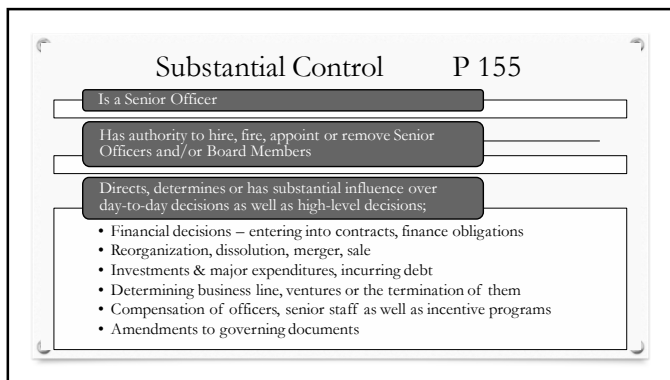 Substantial Control P 155
Is a Senior Officer
Has authority to hire, fire, appoint or remove Senior
Officers and/or Board Members
Directs, determines or has substantial influence over
day-to-day decisions as well as high-level decisions;
• Financial decisions – entering into contracts, finance obligations
• Reorganization, dissolution, merger, sale
• Investments & major expenditures, incurring debt
• Determining business line, ventures or the termination of them
• Compensation of officers, senior staff as well as incentive programs
• Amendments to governing documents